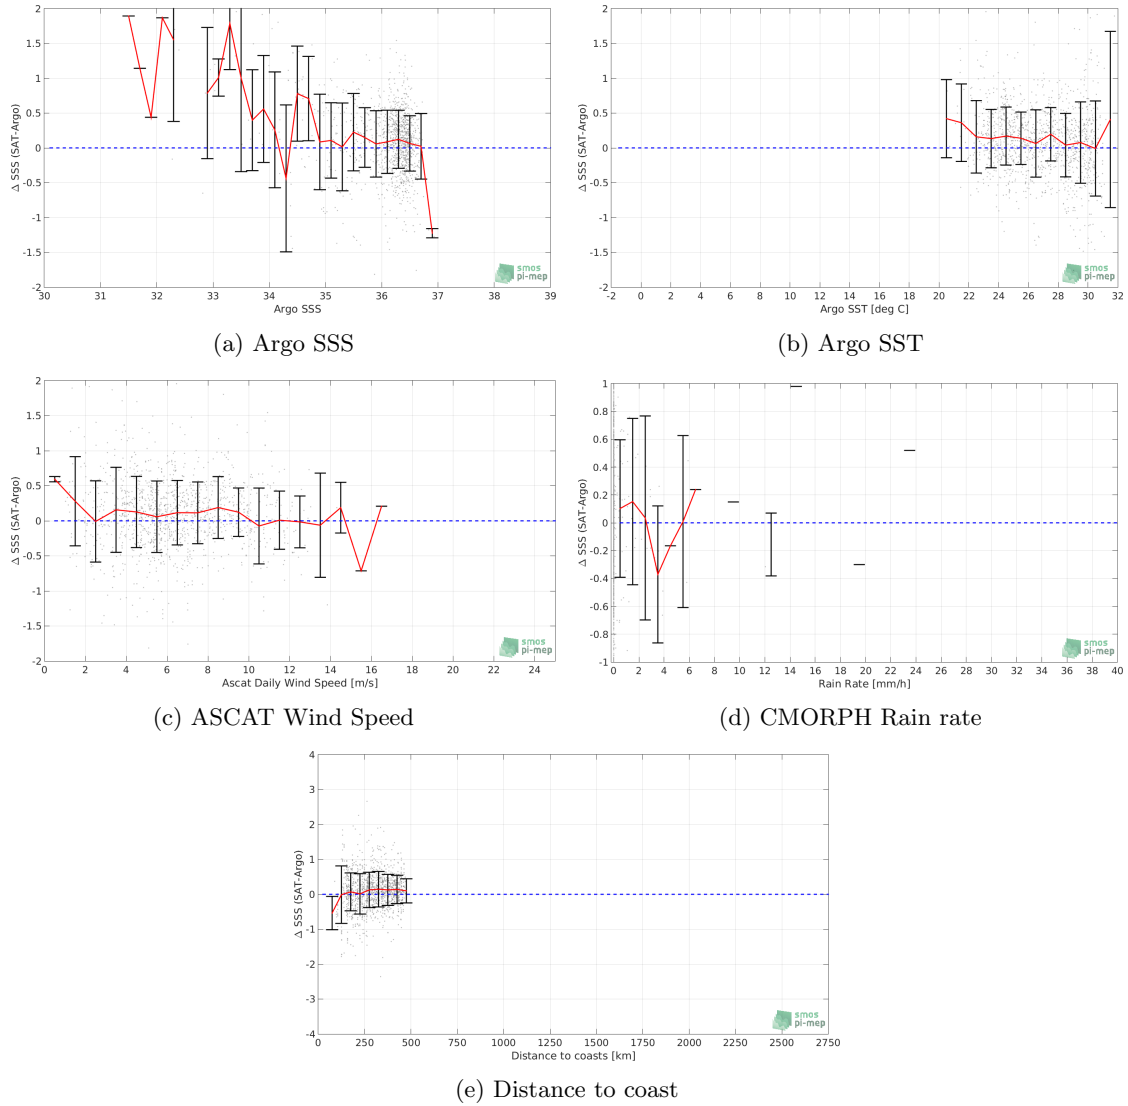 2
1.5
1
0.5
0
-0.5
-1
-1.5
-2
Δ SSS (SAT-Argo)
30 31 32 33 34 35 36 37 38 39
Argo SSS
smos
pi-mep
(a) Argo SSS
2
1.5
1
0.5
0
-0.5
-1
-1.5
-2
Δ SSS (SAT-Argo)
-2 0 2 4 6 8 10 12 14 16 18 20 22 24 26 28 30 32
Argo SST [deg C]
smos
pi-mep
(b) Argo SST
2
1.5
1
0.5
0
-0.5
-1
-1.5
-2
Δ SSS (SAT-Argo)
0 2 4 6 8 10 12 14 16 18 20 22 24
Ascat Daily Wind Speed [m/s]
smos
pi-mep
(c) ASCAT Wind Speed
1
0.8
0.6
0.4
0.2
0
-0.2
-0.4
-0.6
-0.8
-1
Δ SSS (SAT-Argo)
0 2 4 6 8 10 12 14 16 18 20 22 24 26 28 30 32 34 36 38 40
Rain Rate [mm/h]
smos
pi-mep
(d) CMORPH Rain rate
4
3
2
1
0
-1
-2
-3
-4
Δ SSS (SAT-Argo)
0 250 500 750 1000 1250 1500 1750 2000 2250 2500 2750
Distance to coasts [km]
smos
pi-mep
(e) Distance to coast